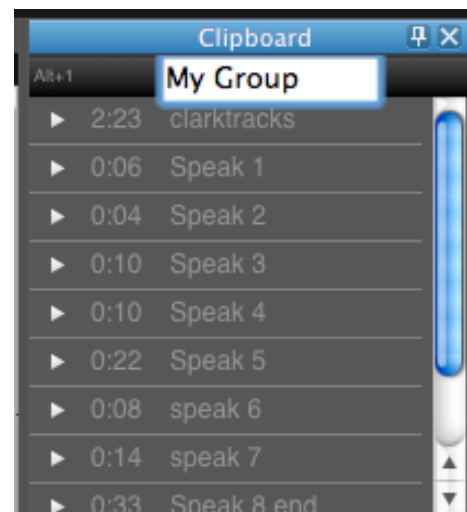 Clipboard
Alt+1 My Group
2:23 clarktracks
0:06 Speak 1
0:04 Speak 2
0:10 Speak 3
0:10 Speak 4
0:22 Speak 5
0:08 speak 6
0:14 speak 7
0:33 Speak 8 end